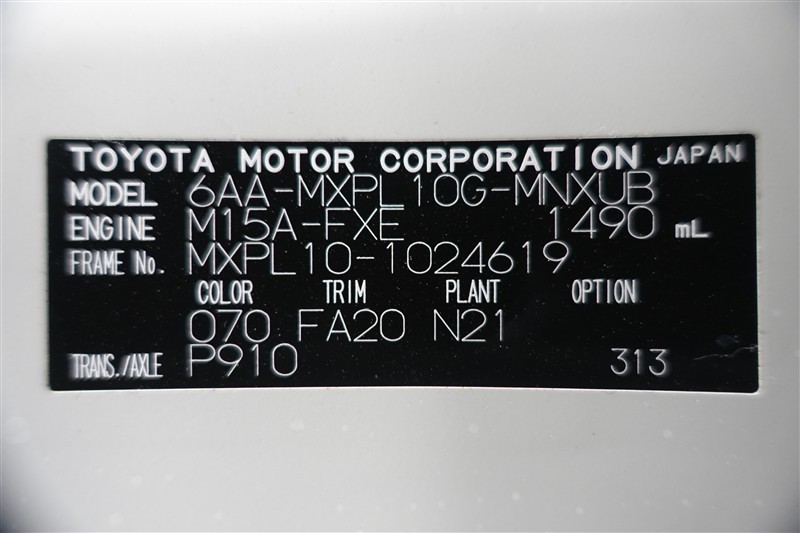 TOYOTA MOTOR CORPORATION JAPAN
MODEL 6AA-MXPL10G-MNXUB
ENGINE M15A-FXE 1490 mL
FRAME No. MXPL10-1024619
COLOR TRIM PLANT OPTION
070 FA20 N21
TRANS./AXLE P910 313